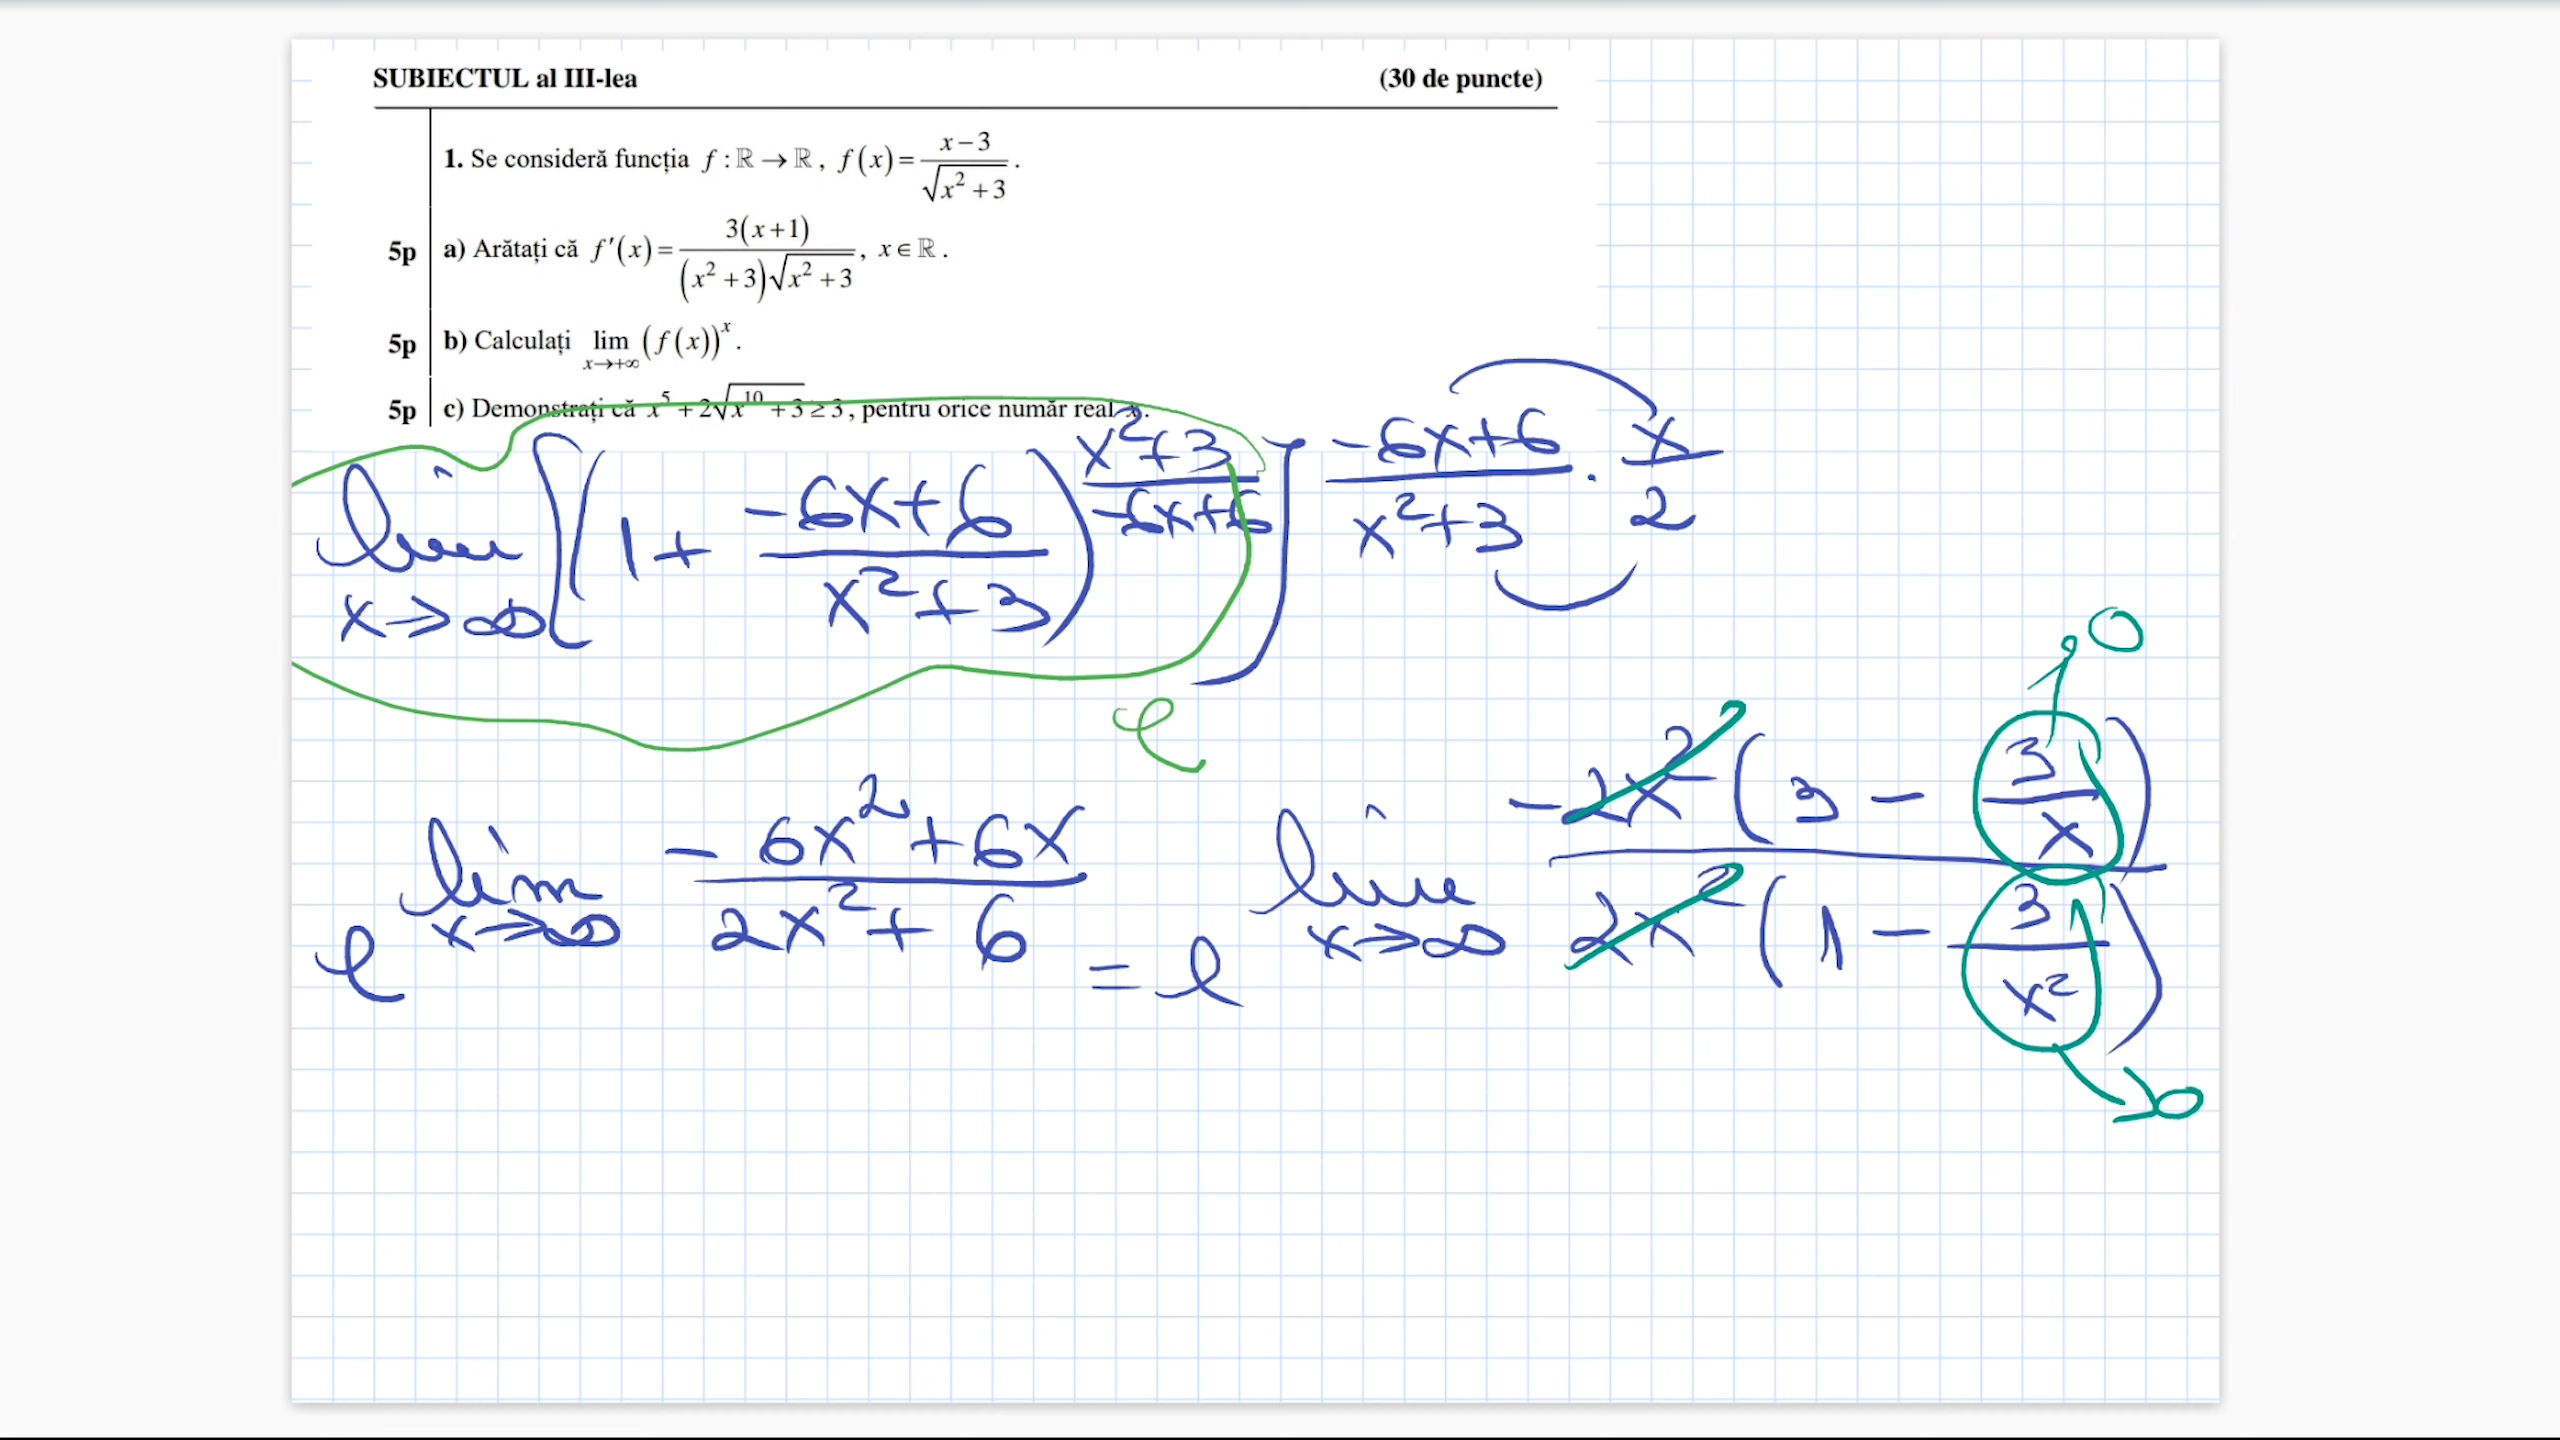 SUBIECTUL al III-lea (30 de puncte)
1. Se consideră funcția f : ℝ → ℝ, f(x) = (x−3)/√(x²+3).
5p a) Arătați că f′(x) = 3(x+1)/((x²+3)√(x²+3)), x ∈ ℝ.
5p b) Calculați lim x→+∞ (f(x))^x.
5p c) Demonstrați că x⁵ + 2√(x¹⁰+3) ≥ 3, pentru orice număr real x.
lim x→∞ [(1 + (-6x+6)/(x²+3))^((x²+3)/(-6x+6))]^((-6x+6)/(x²+3) · x/2)
e
0
e^(lim x→∞ (-6x²+6x)/(2x²+6)) = e^(lim x→∞ (-2x²(3 - 3/x))/(2x²(1 - 3/x²)))
0